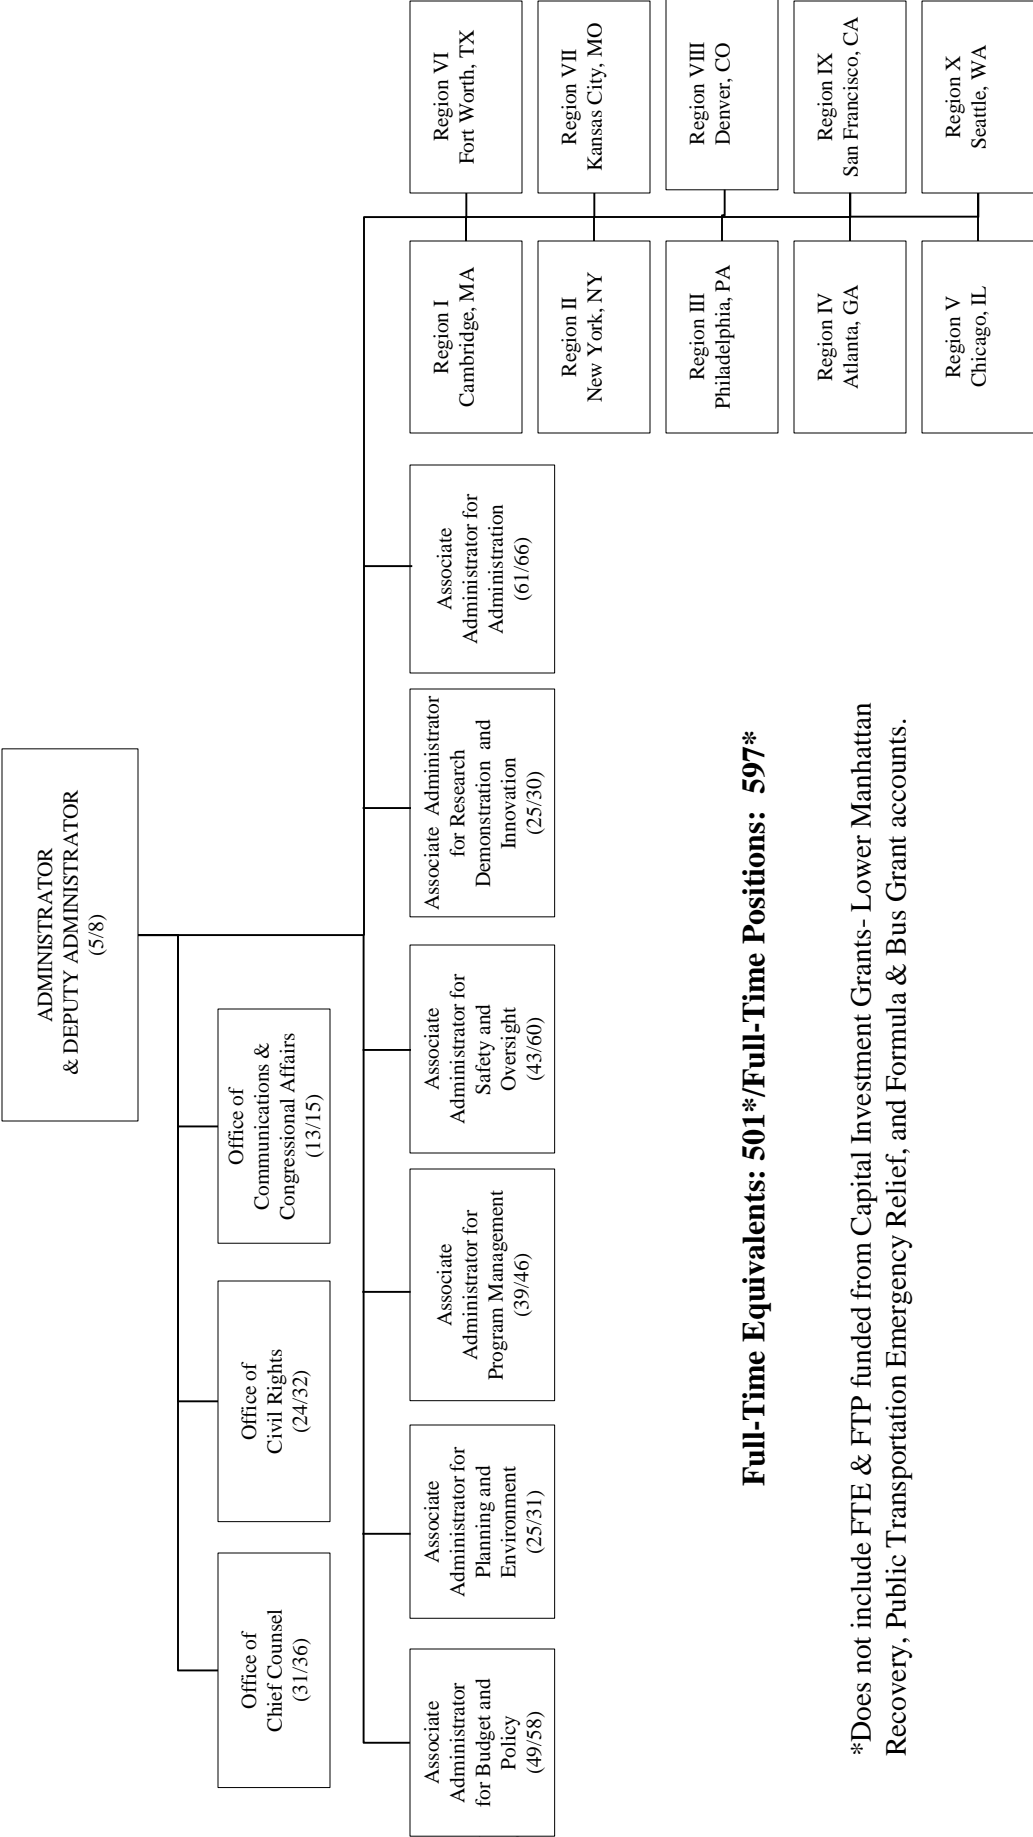 ADMINISTRATOR
& DEPUTY ADMINISTRATOR
(5/8)
Office of
Chief Counsel
(31/36)
Office of
Civil Rights
(24/32)
Office of
Communications &
Congressional Affairs
(13/15)
Associate
Administrator
for Budget and
Policy
(49/58)
Associate
Administrator for
Planning and
Environment
(25/31)
Associate
Administrator for
Program Management
(39/46)
Associate
Administrator for
Safety and
Oversight
(43/60)
Associate Administrator
for Research
Demonstration and
Innovation
(25/30)
Associate
Administrator for
Administration
(61/66)
Region I
Cambridge, MA
Region VI
Fort Worth, TX
Region II
New York, NY
Region VII
Kansas City, MO
Region III
Philadelphia, PA
Region VIII
Denver, CO
Region IV
Atlanta, GA
Region IX
San Francisco, CA
Region V
Chicago, IL
Region X
Seattle, WA
Full-Time Equivalents: 501*/Full-Time Positions: 597*
*Does not include FTE & FTP funded from Capital Investment Grants- Lower Manhattan
Recovery, Public Transportation Emergency Relief, and Formula & Bus Grant accounts.